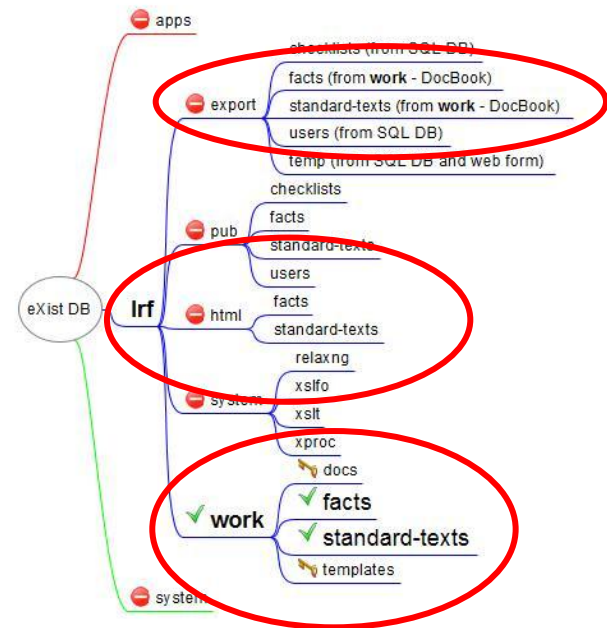 apps
checklists (from SQL DB)
facts (from work - DocBook)
export
standard-texts (from work - DocBook)
users (from SQL DB)
temp (from SQL DB and web form)
checklists
facts
pub
standard-texts
users
eXist DB
lrf
html
facts
standard-texts
relaxng
xslfo
system
xslt
xproc
docs
facts
work
standard-texts
templates
system